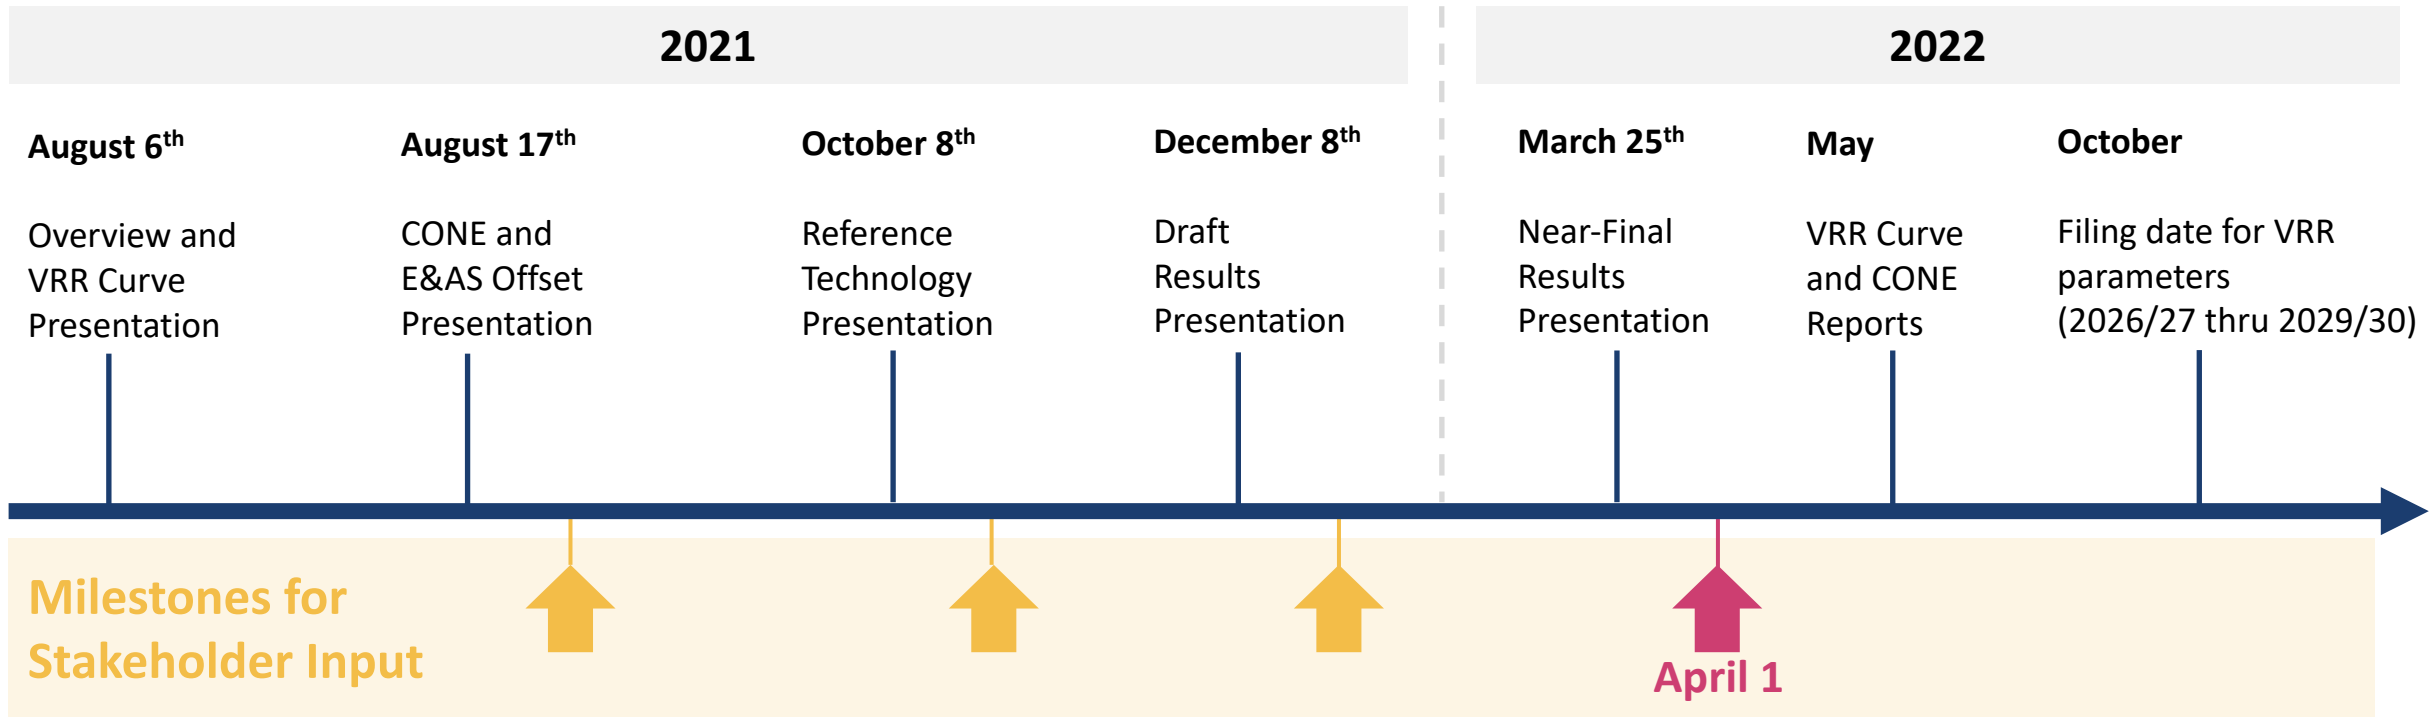 2021
2022
August 6th
Overview and
VRR Curve
Presentation
August 17th
CONE and
E&AS Offset
Presentation
October 8th
Reference
Technology
Presentation
December 8th
Draft
Results
Presentation
March 25th
Near-Final
Results
Presentation
May
VRR Curve
and CONE
Reports
October
Filing date for VRR
parameters
(2026/27 thru 2029/30)
Milestones for
Stakeholder Input
April 1